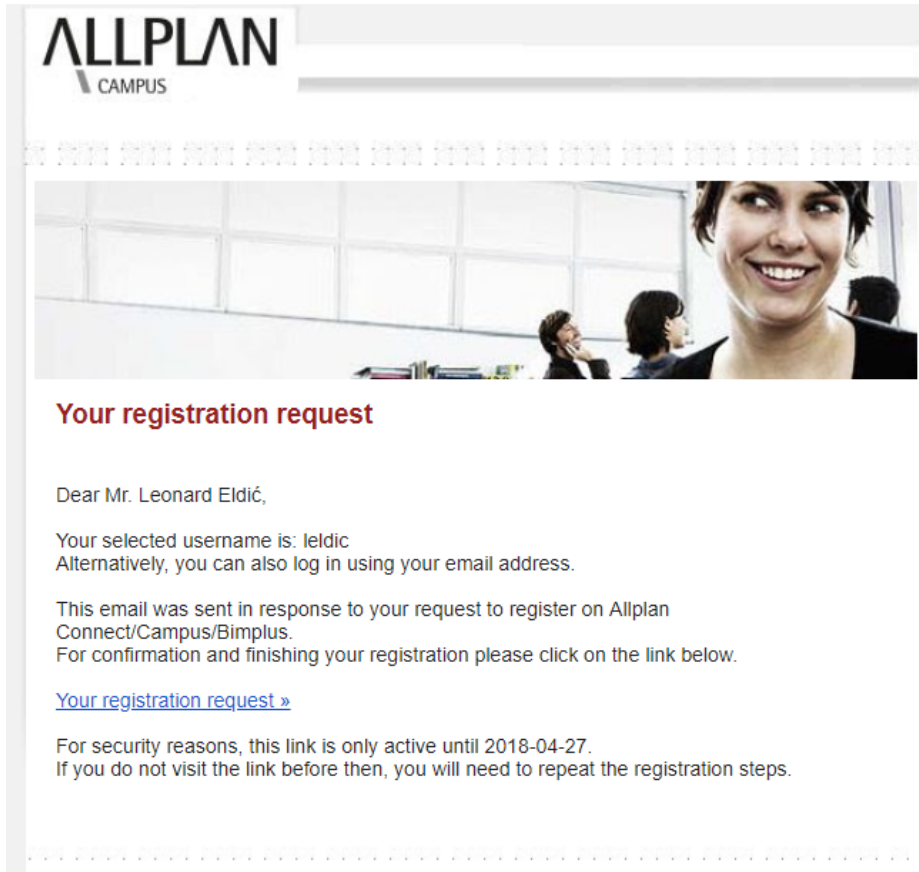 ALLPLAN
CAMPUS
Your registration request
Dear Mr. Leonard Eldić,
Your selected username is: leldic
Alternatively, you can also log in using your email address.
This email was sent in response to your request to register on Allplan
Connect/Campus/Bimplus.
For confirmation and finishing your registration please click on the link below.
Your registration request »
For security reasons, this link is only active until 2018-04-27.
If you do not visit the link before then, you will need to repeat the registration steps.